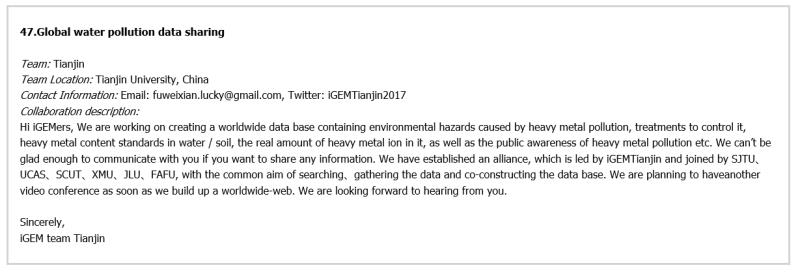 47.Global water pollution data sharing
Team: Tianjin
Team Location: Tianjin University, China
Contact Information: Email: fuweixian.lucky@gmail.com, Twitter: iGEMTianjin2017
Collaboration description:
Hi iGEMers, We are working on creating a worldwide data base containing environmental hazards caused by heavy metal pollution, treatments to control it,
heavy metal content standards in water / soil, the real amount of heavy metal ion in it, as well as the public awareness of heavy metal pollution etc. We can't be
glad enough to communicate with you if you want to share any information. We have established an alliance, which is led by iGEMTianjin and joined by SJTU、
UCAS、SCUT、XMU、JLU、FAFU, with the common aim of searching、gathering the data and co-constructing the data base. We are planning to haveanother
video conference as soon as we build up a worldwide-web. We are looking forward to hearing from you.
Sincerely,
iGEM team Tianjin